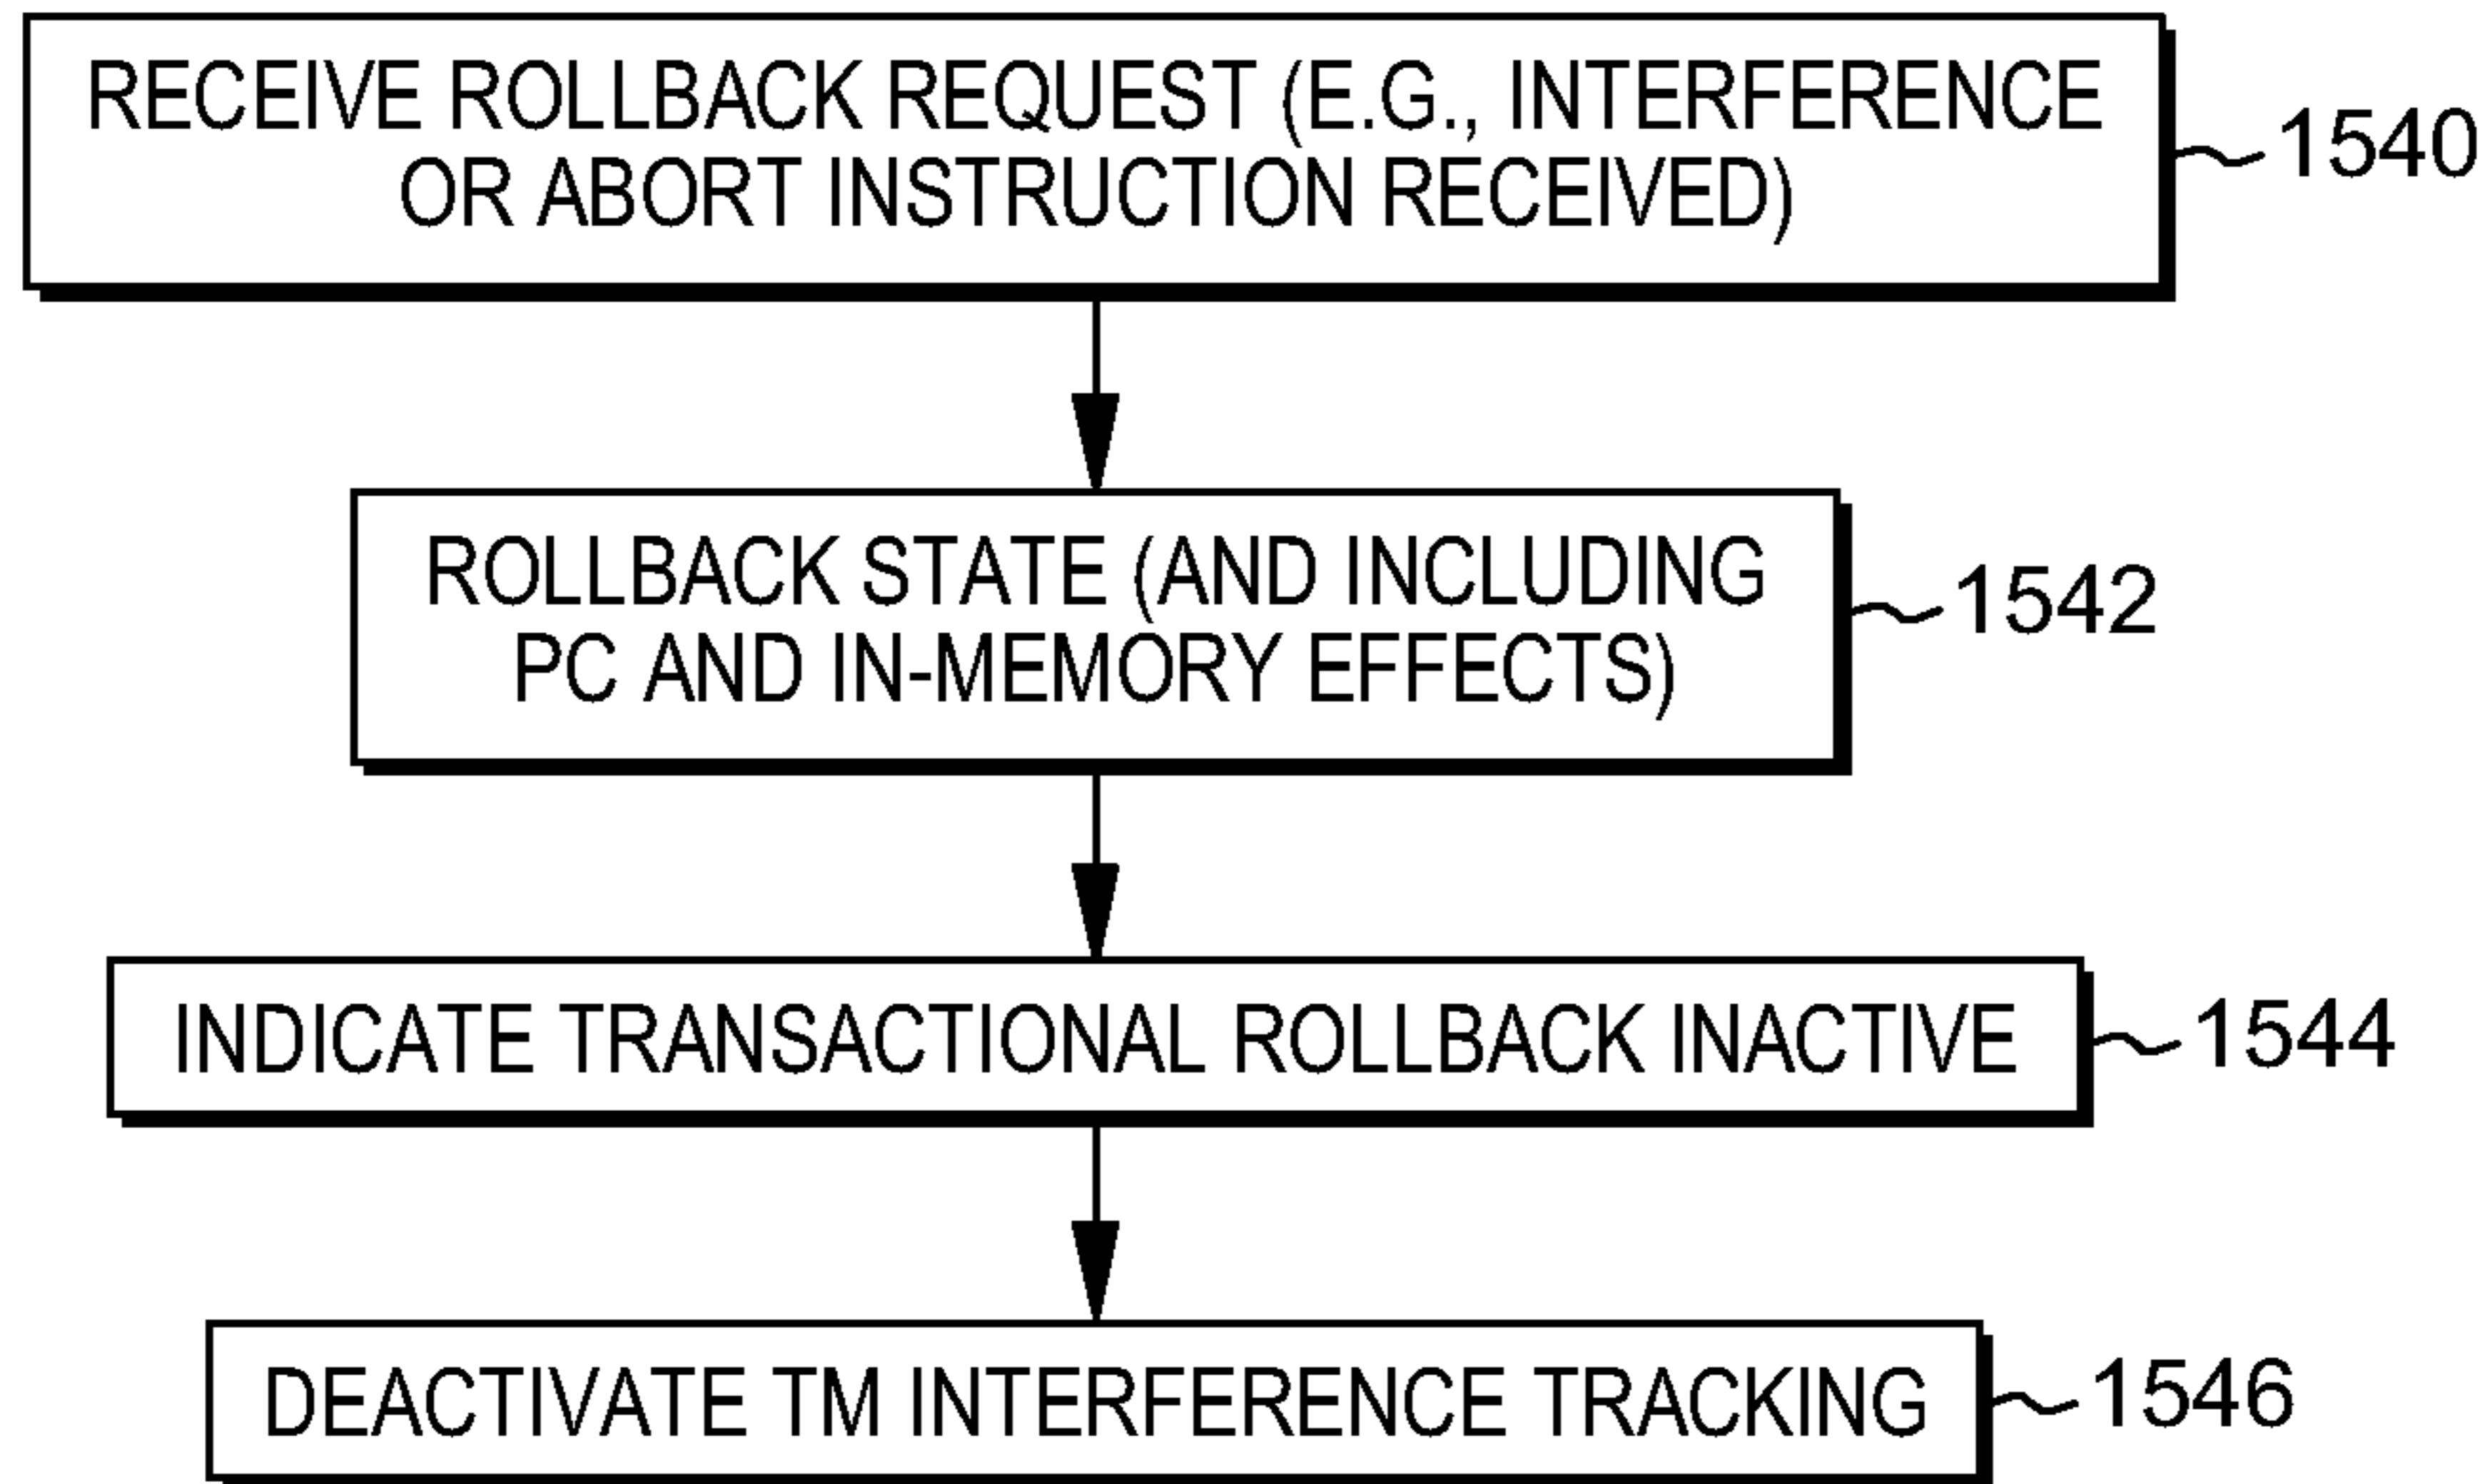 RECEIVE ROLLBACK REQUEST (E.G., INTERFERENCE
OR ABORT INSTRUCTION RECEIVED)
1540
ROLLBACK STATE (AND INCLUDING
PC AND IN-MEMORY EFFECTS)
1542
INDICATE TRANSACTIONAL ROLLBACK INACTIVE
1544
DEACTIVATE TM INTERFERENCE TRACKING
1546